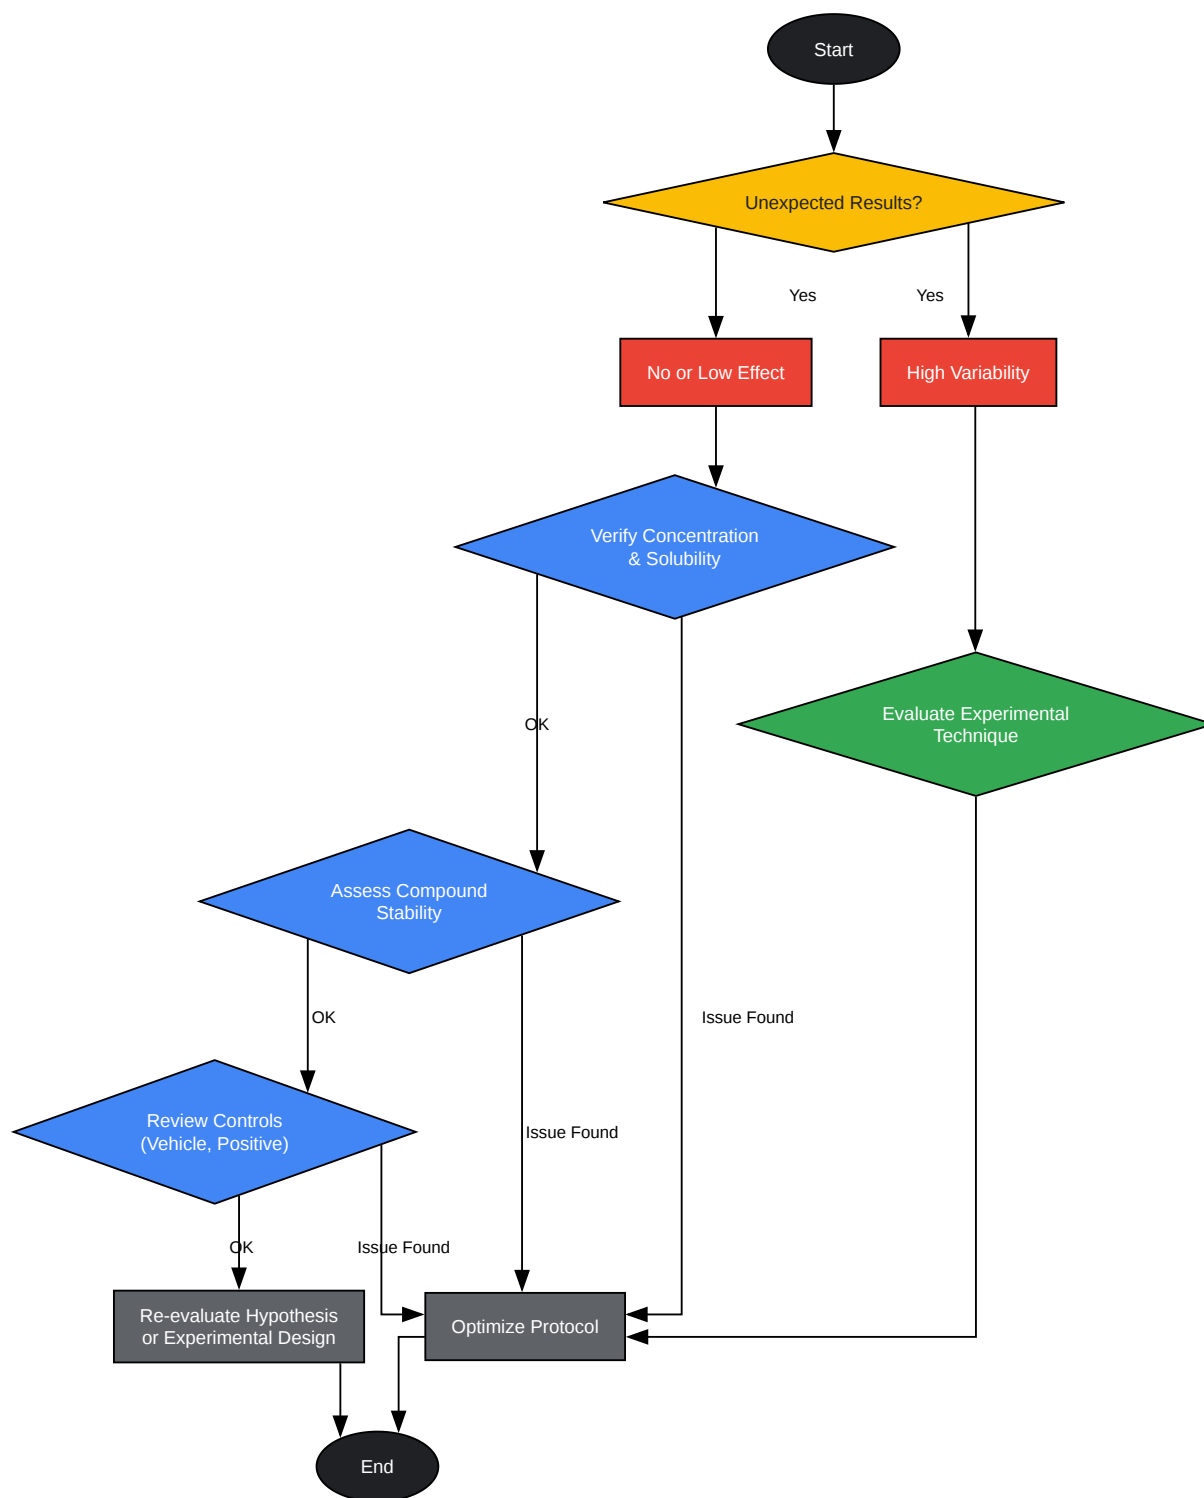 Start
Unexpected Results?
Yes
Yes
No or Low Effect
High Variability
Verify Concentration
& Solubility
Evaluate Experimental
Technique
OK
Assess Compound
Stability
OK
Issue Found
Review Controls
(Vehicle, Positive)
Issue Found
OK
Issue Found
Re-evaluate Hypothesis
or Experimental Design
Optimize Protocol
End